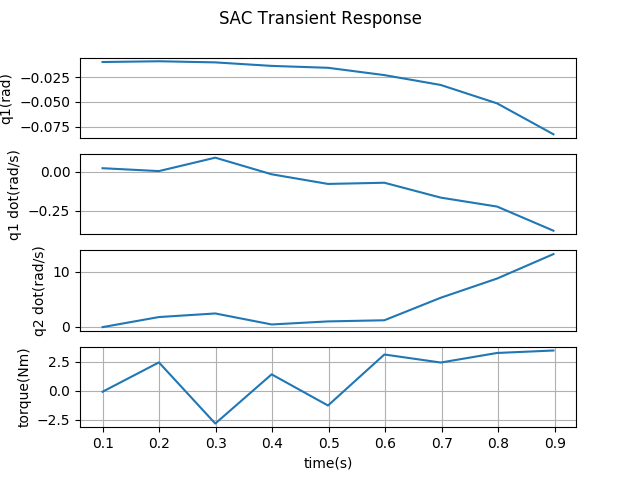 SAC Transient Response
q1(rad)
−0.025
−0.050
−0.075
q1 dot(rad/s)
0.00
−0.25
q2 dot(rad/s)
10
0
torque(Nm)
2.5
0.0
−2.5
0.1 0.2 0.3 0.4 0.5 0.6 0.7 0.8 0.9
time(s)